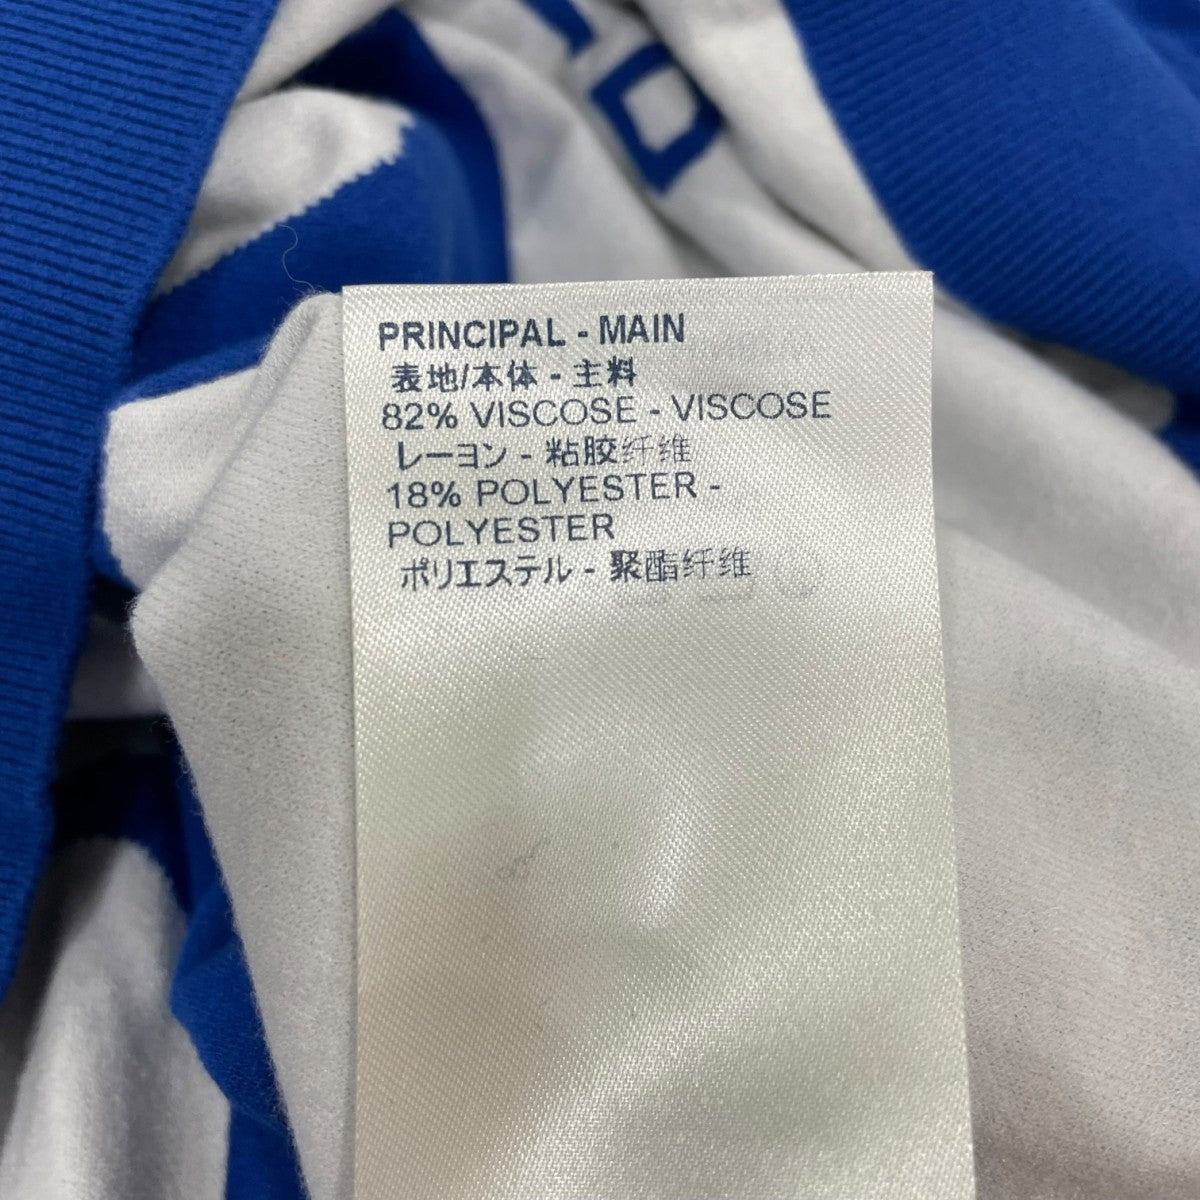 PRINCIPAL - MAIN
表地/本体 - 主料
82% VISCOSE - VISCOSE
レーヨン - 粘胶纤维
18% POLYESTER -
POLYESTER
ポリエステル - 聚酯纤维